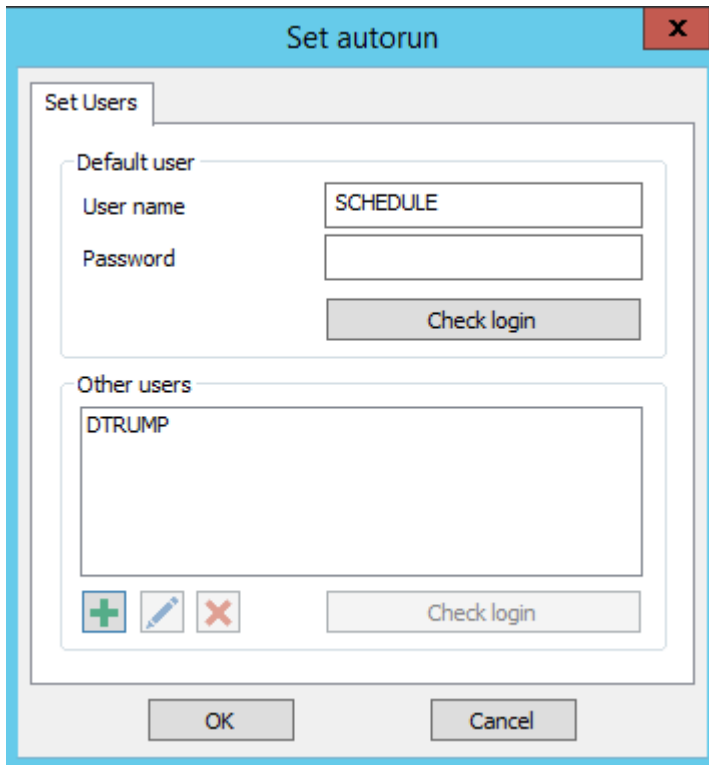 Set autorun
x
Set Users
Default user
User name
SCHEDULE
Password
Check login
Other users
DTRUMP
Check login
OK
Cancel